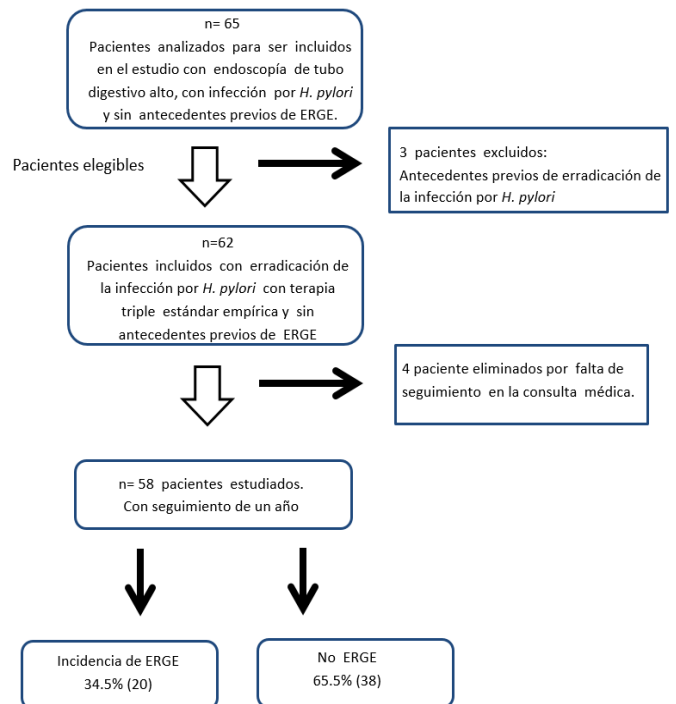 n= 65
Pacientes analizados para ser incluidos
en el estudio con endoscopía de tubo
digestivo alto, con infección por H. pylori
y sin antecedentes previos de ERGE.
Pacientes elegibles
3 pacientes excluidos:
Antecedentes previos de erradicación de
la infección por H. pylori
n=62
Pacientes incluidos con erradicación de
la infección por H. pylori con terapia
triple estándar empírica y sin
antecedentes previos de ERGE
4 paciente eliminados por falta de
seguimiento en la consulta médica.
n= 58 pacientes estudiados.
Con seguimiento de un año
Incidencia de ERGE
34.5% (20)
No ERGE
65.5% (38)